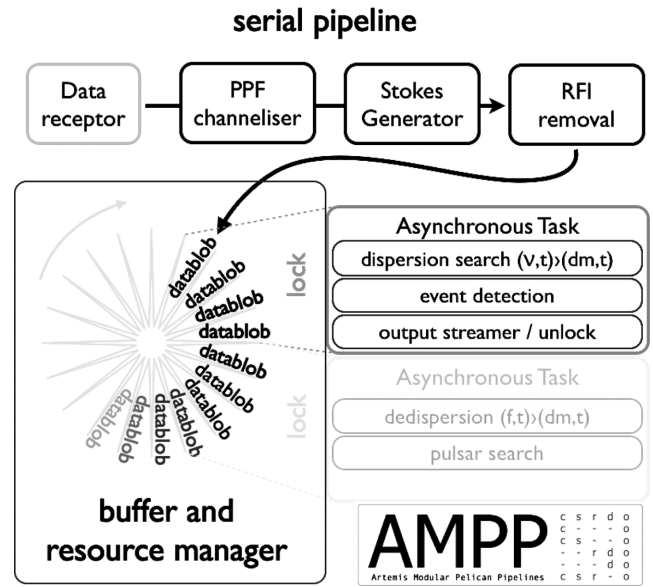 serial pipeline
Data
receptor
PPF
channeliser
Stokes
Generator
RFI
removal
datablob
datablob
datablob
datablob
datablob
datablob
datablob
datablob
datablob
datablob
datablob
lock
lock
buffer and
resource manager
Asynchronous Task
dispersion search (ν,t)›(dm,t)
event detection
output streamer / unlock
Asynchronous Task
dedispersion (f,t)›(dm,t)
pulsar search
AMPP
Artemis Modular Pelican Pipelines
c s r d o
c - - - o
c s - - o
- - r d o
- - - d o
c s r - o